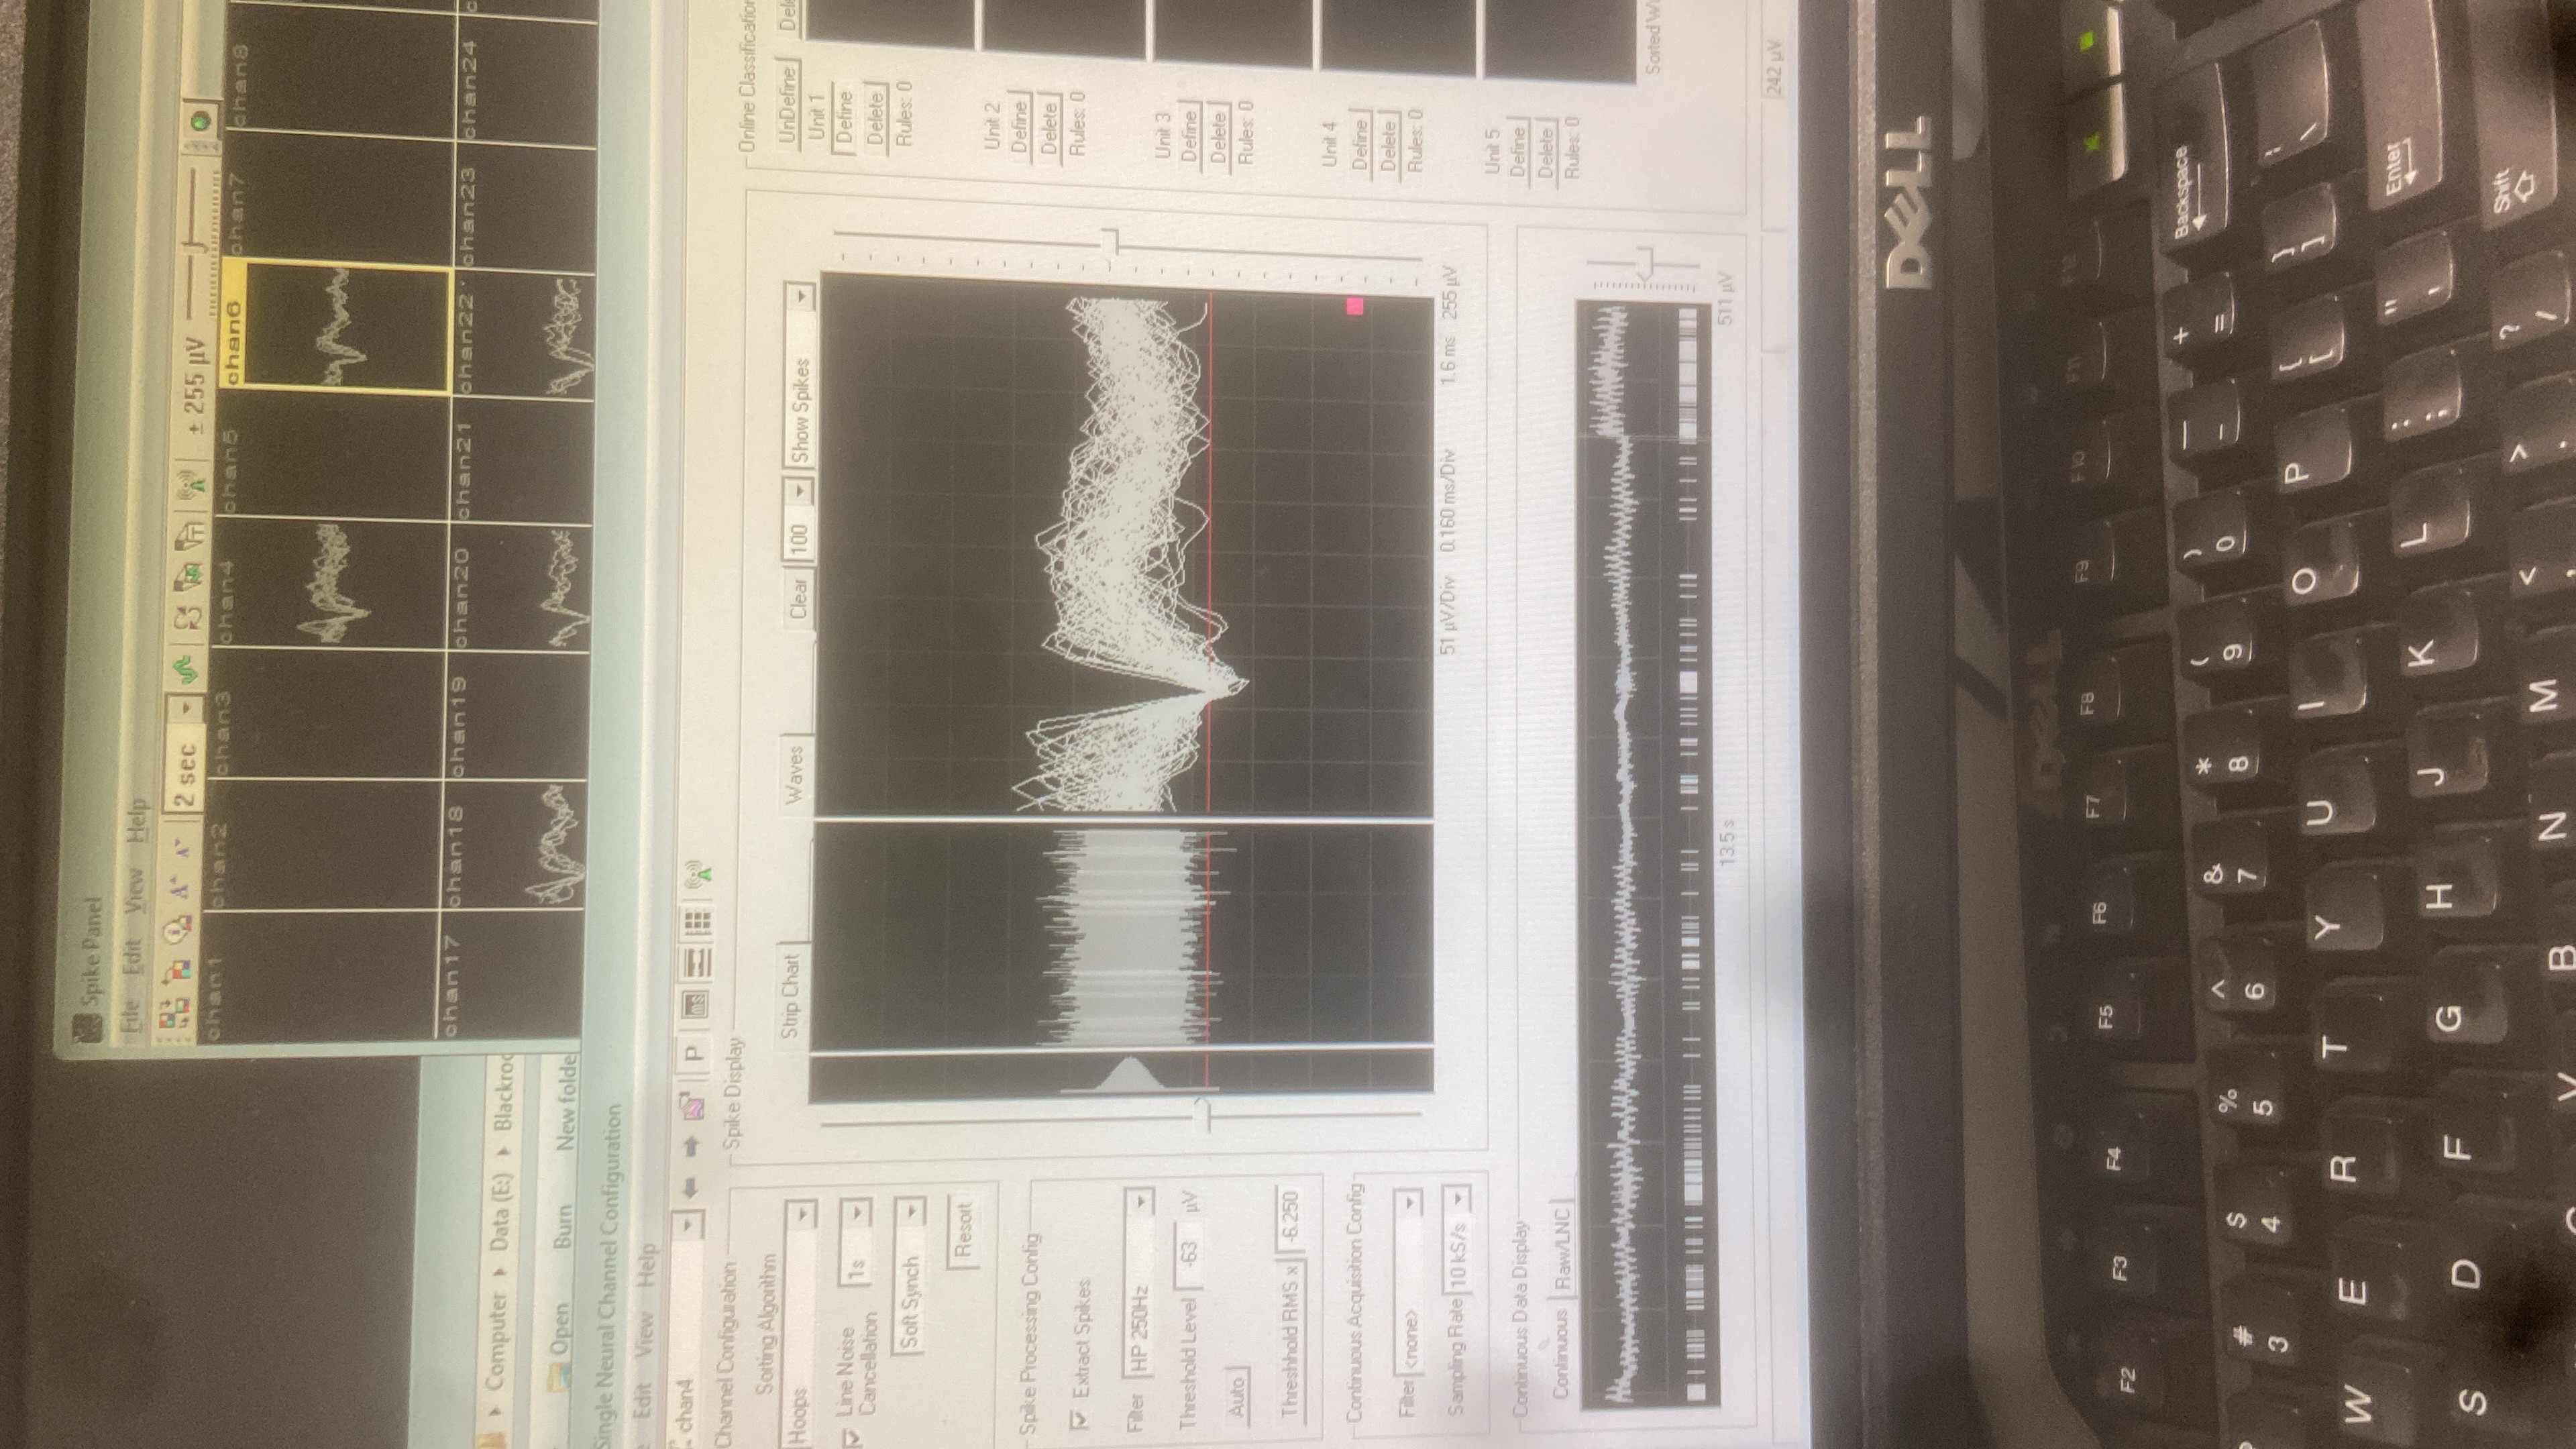 Spike Panel
File Edit View Help
2 sec ± 255 µV
chan1 chan2 chan3 chan4 chan5 chan6 chan7 chan8
chan17 chan18 chan19 chan20 chan21 chan22 chan23 chan24
Computer Data (E:)
Open Burn New folde
Single Neural Channel Configuration
Edit View Help
chan4 P ms
Channel Configuration
Sorting Algorithm
Hoops
Line Noise
Cancellation
1s
Soft Synch
Resort
Spike Processing Config
Extract Spikes
Filter HP 250Hz
Threshold Level -63 µV
Auto
Threshhold RMS x -6.250
Continuous Acquisition Config
Filter <none>
Sampling Rate 10 kS/s
Spike Display
Strip Chart Waves Clear 100 Show Spikes
51 µV/Div 0.160 ms/Div 1.6 ms 255 µV
Online Classification
UnDefine
Unit 1
Define
Delete
Rules: 0
Unit 2
Define
Delete
Rules: 0
Unit 3
Define
Delete
Rules: 0
Unit 4
Define
Delete
Rules: 0
Unit 5
Define
Delete
Rules: 0
Sorted
Continuous Data Display
Continuous Raw/LNC
13.5 s 511 µV
242 µV
DELL
F2 F3 F4 F5 F6 F7 F8 F9 F10 F11 F12
# $ % ^ & * ( ) — + Backspace
3 4 5 6 7 8 9 0 - =
W E R T Y U I O P { [ } ] \
S D F G H J K L : ; " ' Enter
V B N M < , > . ? / Shift